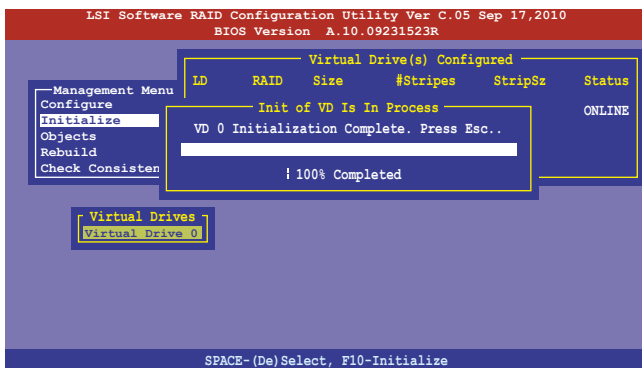 LSI Software RAID Configuration Utility Ver C.05 Sep 17,2010
BIOS Version A.10.09231523R
Virtual Drive(s) Configured
LD RAID Size #Stripes StripSz Status
ONLINE
Management Menu
Configure
Initialize
Objects
Rebuild
Check Consisten
Init of VD Is In Process
VD 0 Initialization Complete. Press Esc..
100% Completed
Virtual Drives
Virtual Drive 0
SPACE-(De)Select, F10-Initialize